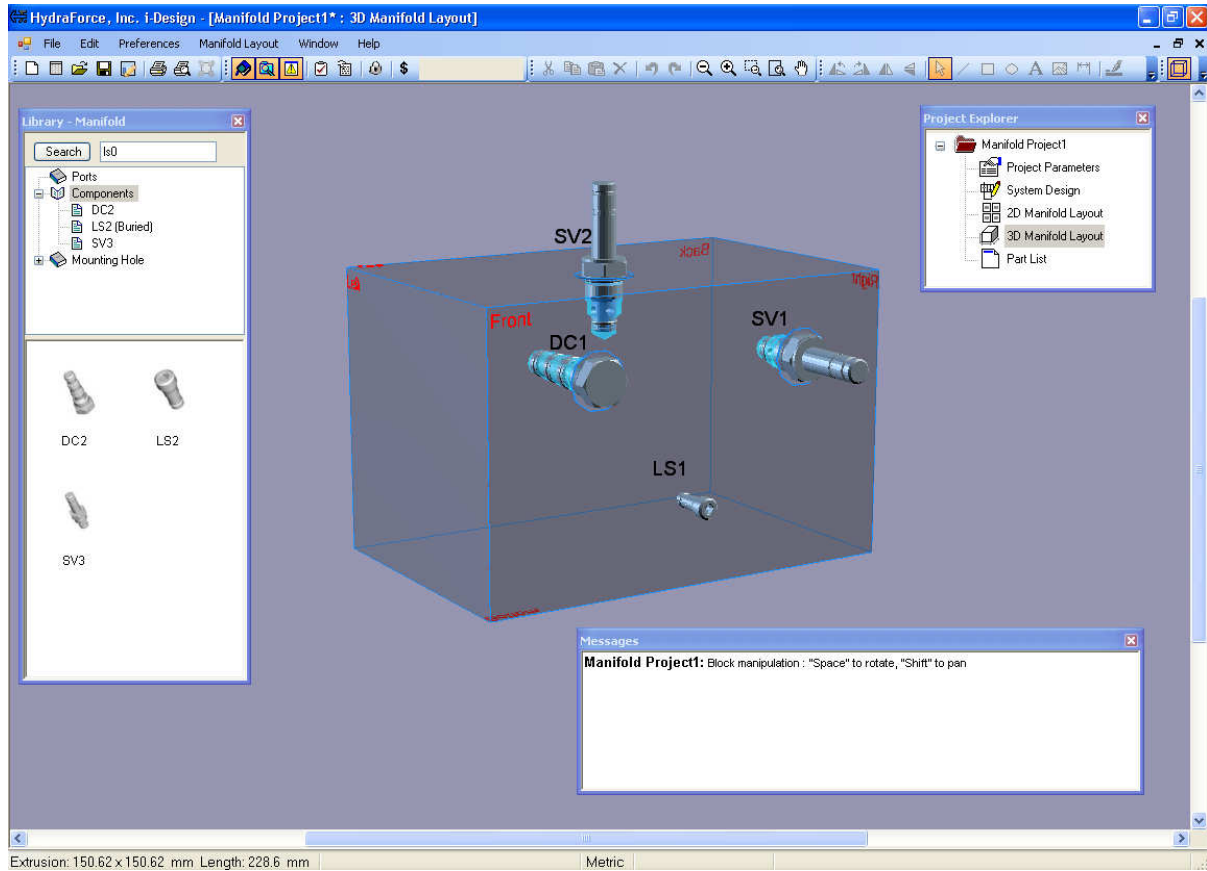 HydraForce, Inc. i-Design - [Manifold Project1* : 3D Manifold Layout]
File Edit Preferences Manifold Layout Window Help
$
Library - Manifold
Search ls0
Ports
Components
DC2
LS2 (Buried)
SV3
Mounting Hole
DC2 LS2
SV3
SV2
Back
Right
Front
DC1
SV1
LS1
Project Explorer
Manifold Project1
Project Parameters
System Design
2D Manifold Layout
3D Manifold Layout
Part List
Messages
Manifold Project1: Block manipulation : "Space" to rotate, "Shift" to pan
Extrusion: 150.62 x 150.62 mm Length: 228.6 mm Metric